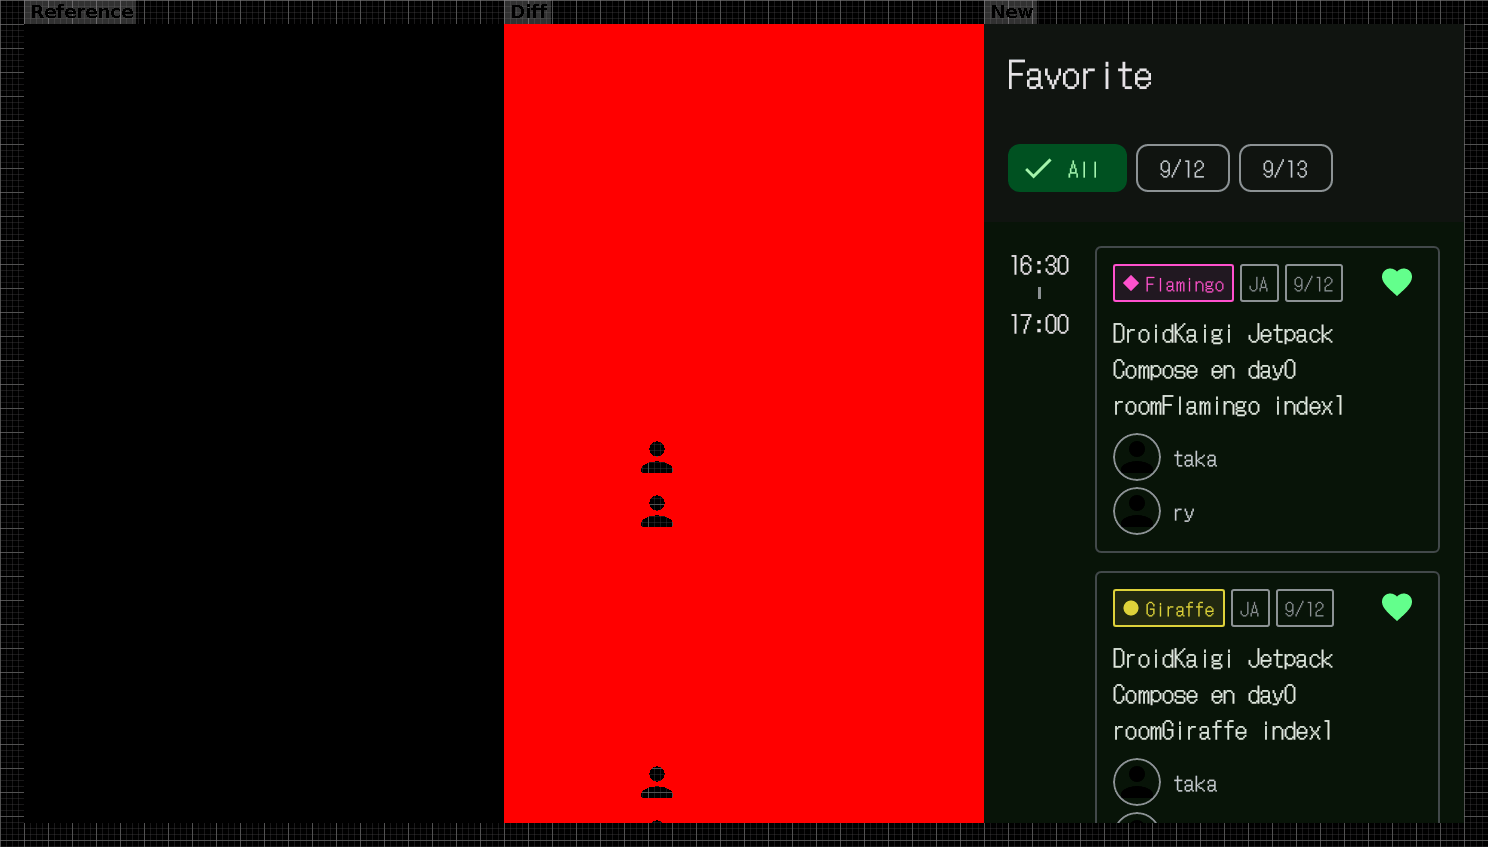 Reference Diff New
Favorite
All 9/12 9/13
16:30
17:00
Flamingo JA 9/12
DroidKaigi Jetpack
Compose en day0
roomFlamingo index1
taka
ry
Giraffe JA 9/12
DroidKaigi Jetpack
Compose en day0
roomGiraffe index1
taka